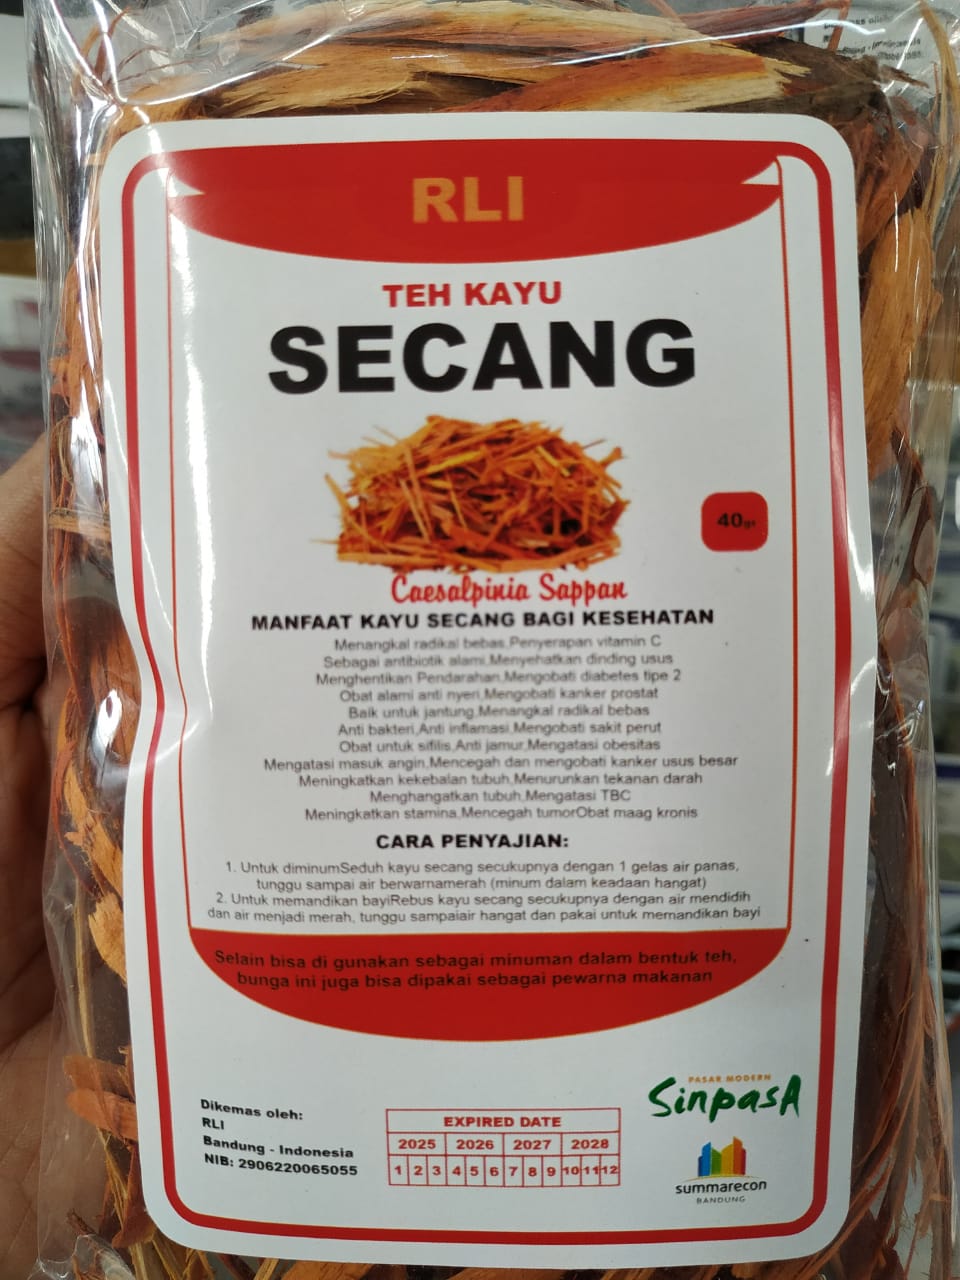 RLI
TEH KAYU
SECANG
40gr
Caesalpinia Sappan
MANFAAT KAYU SECANG BAGI KESEHATAN
Menangkal radikal bebas,Penyerapan vitamin C
Sebagai antibiotik alami,Menyehatkan dinding usus
Menghentikan Pendarahan,Mengobati diabetes tipe 2
Obat alami anti nyeri,Mengobati kanker prostat
Baik untuk jantung,Menangkal radikal bebas
Anti bakteri,Anti inflamasi,Mengobati sakit perut
Obat untuk sifilis,Anti jamur,Mengatasi obesitas
Mengatasi masuk angin,Mencegah dan mengobati kanker usus besar
Meningkatkan kekebalan tubuh,Menurunkan tekanan darah
Menghangatkan tubuh,Mengatasi TBC
Meningkatkan stamina,Mencegah tumorObat maag kronis
CARA PENYAJIAN:
1. Untuk diminumSeduh kayu secang secukupnya dengan 1 gelas air panas,
tunggu sampai air berwarnamerah (minum dalam keadaan hangat)
2. Untuk memandikan bayiRebus kayu secang secukupnya dengan air mendidih
dan air menjadi merah, tunggu sampaiair hangat dan pakai untuk memandikan bayi
Selain bisa di gunakan sebagai minuman dalam bentuk teh,
bunga ini juga bisa dipakai sebagai pewarna makanan
Dikemas oleh:
RLI
Bandung - Indonesia
NIB: 2906220065055
EXPIRED DATE
2025 2026 2027 2028
1 2 3 4 5 6 7 8 9 10 11 12
PASAR MODERN
SinpasA
summarecon
BANDUNG